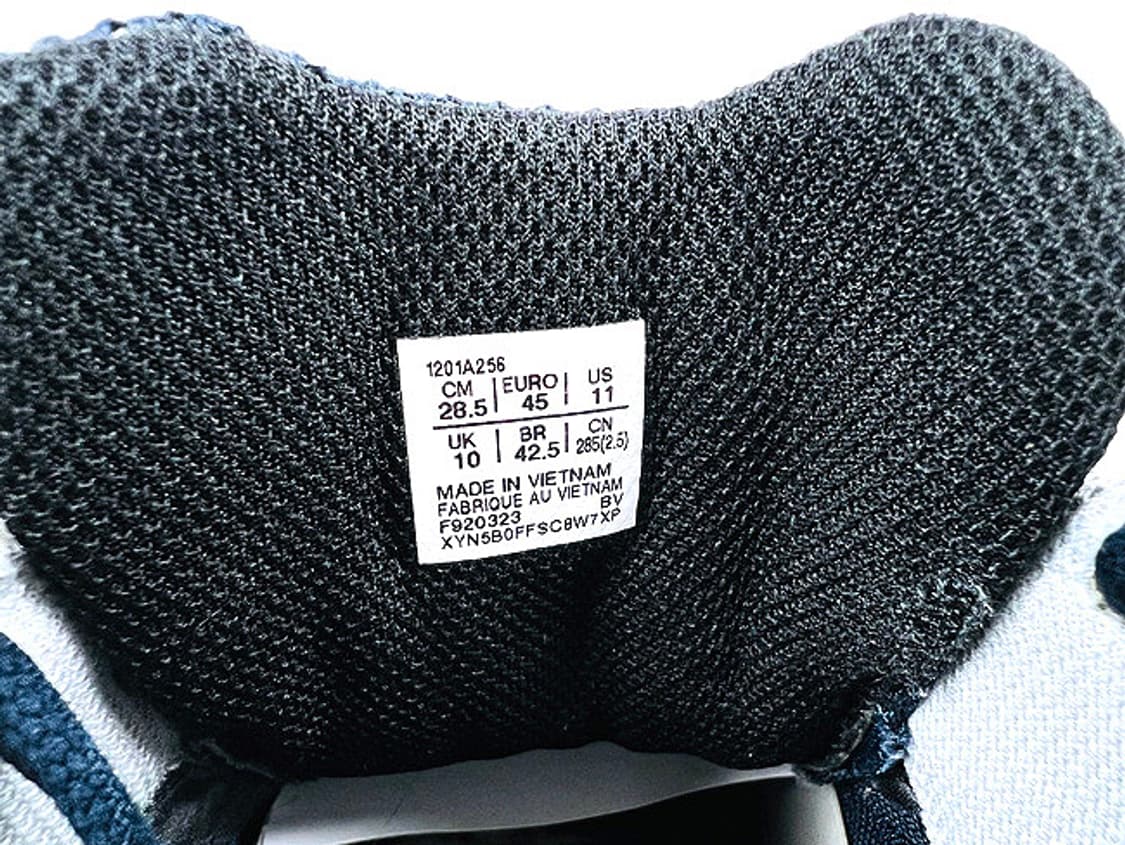 1201A256
CM | EURO | US
28.5 | 45 | 11
UK | BR | CN
10 | 42.5 | 285(2.5)
MADE IN VIETNAM
FABRIQUE AU VIETNAM
F920323 BV
XYN5B0FFSC8W7XP